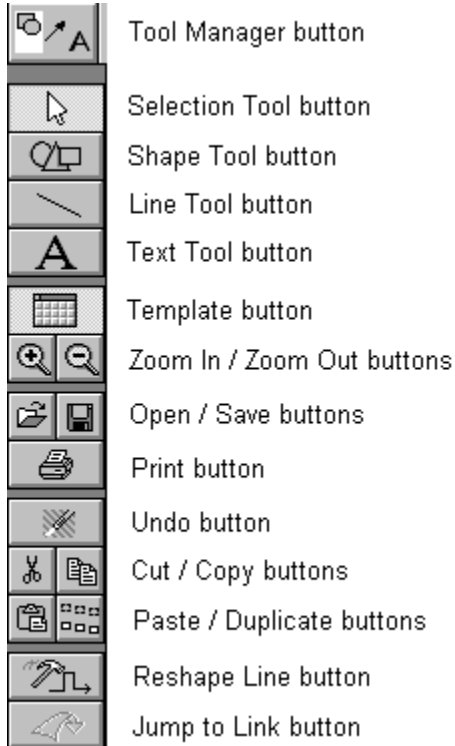 A Tool Manager button
Selection Tool button
Shape Tool button
Line Tool button
A Text Tool button
Template button
Zoom In / Zoom Out buttons
Open / Save buttons
Print button
Undo button
Cut / Copy buttons
Paste / Duplicate buttons
Reshape Line button
Jump to Link button